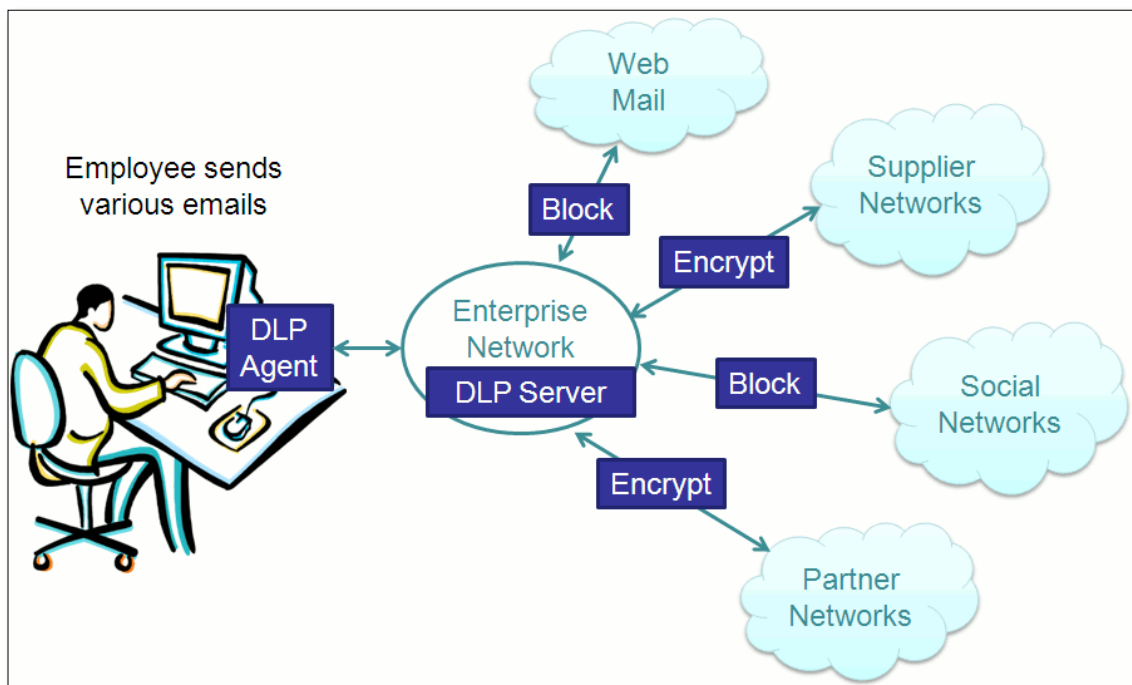 Employee sends
various emails
DLP
Agent
Enterprise
Network
DLP Server
Block
Web
Mail
Encrypt
Supplier
Networks
Block
Social
Networks
Encrypt
Partner
Networks